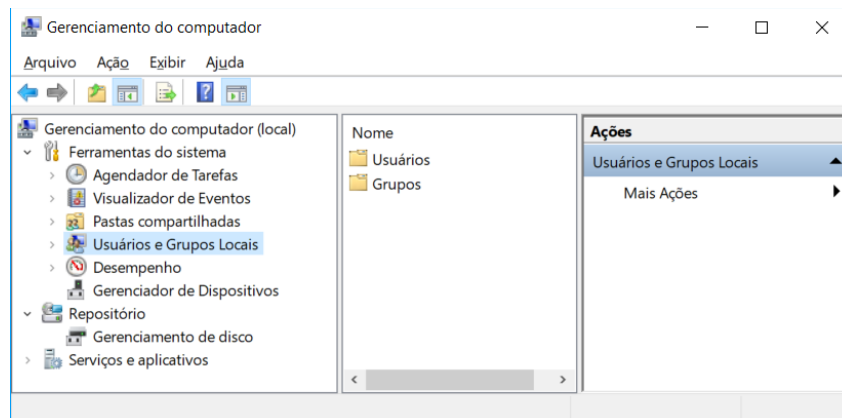 Gerenciamento do computador
Arquivo Ação Exibir Ajuda
Gerenciamento do computador (local)
Ferramentas do sistema
Agendador de Tarefas
Visualizador de Eventos
Pastas compartilhadas
Usuários e Grupos Locais
Desempenho
Gerenciador de Dispositivos
Repositório
Gerenciamento de disco
Serviços e aplicativos
Nome
Usuários
Grupos
Ações
Usuários e Grupos Locais
Mais Ações